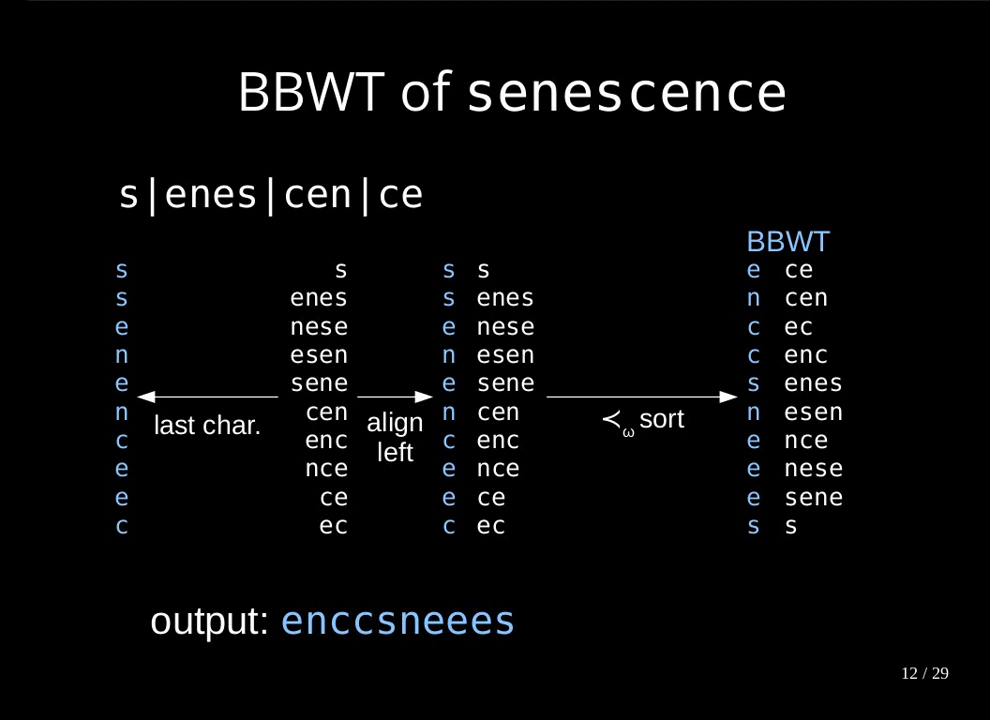 BBWT of senescence
s|enes|cen|ce
BBWT
s s s s e ce
s enes s enes n cen
e nese e nese c ec
n esen n esen c enc
e sene e sene s enes
n cen n cen n esen
c enc c enc e nce
e nce e nce e nese
e ce e ce e sene
c ec c ec s s
last char.
align
left
≺ω sort
output: enccsneees
12 / 29